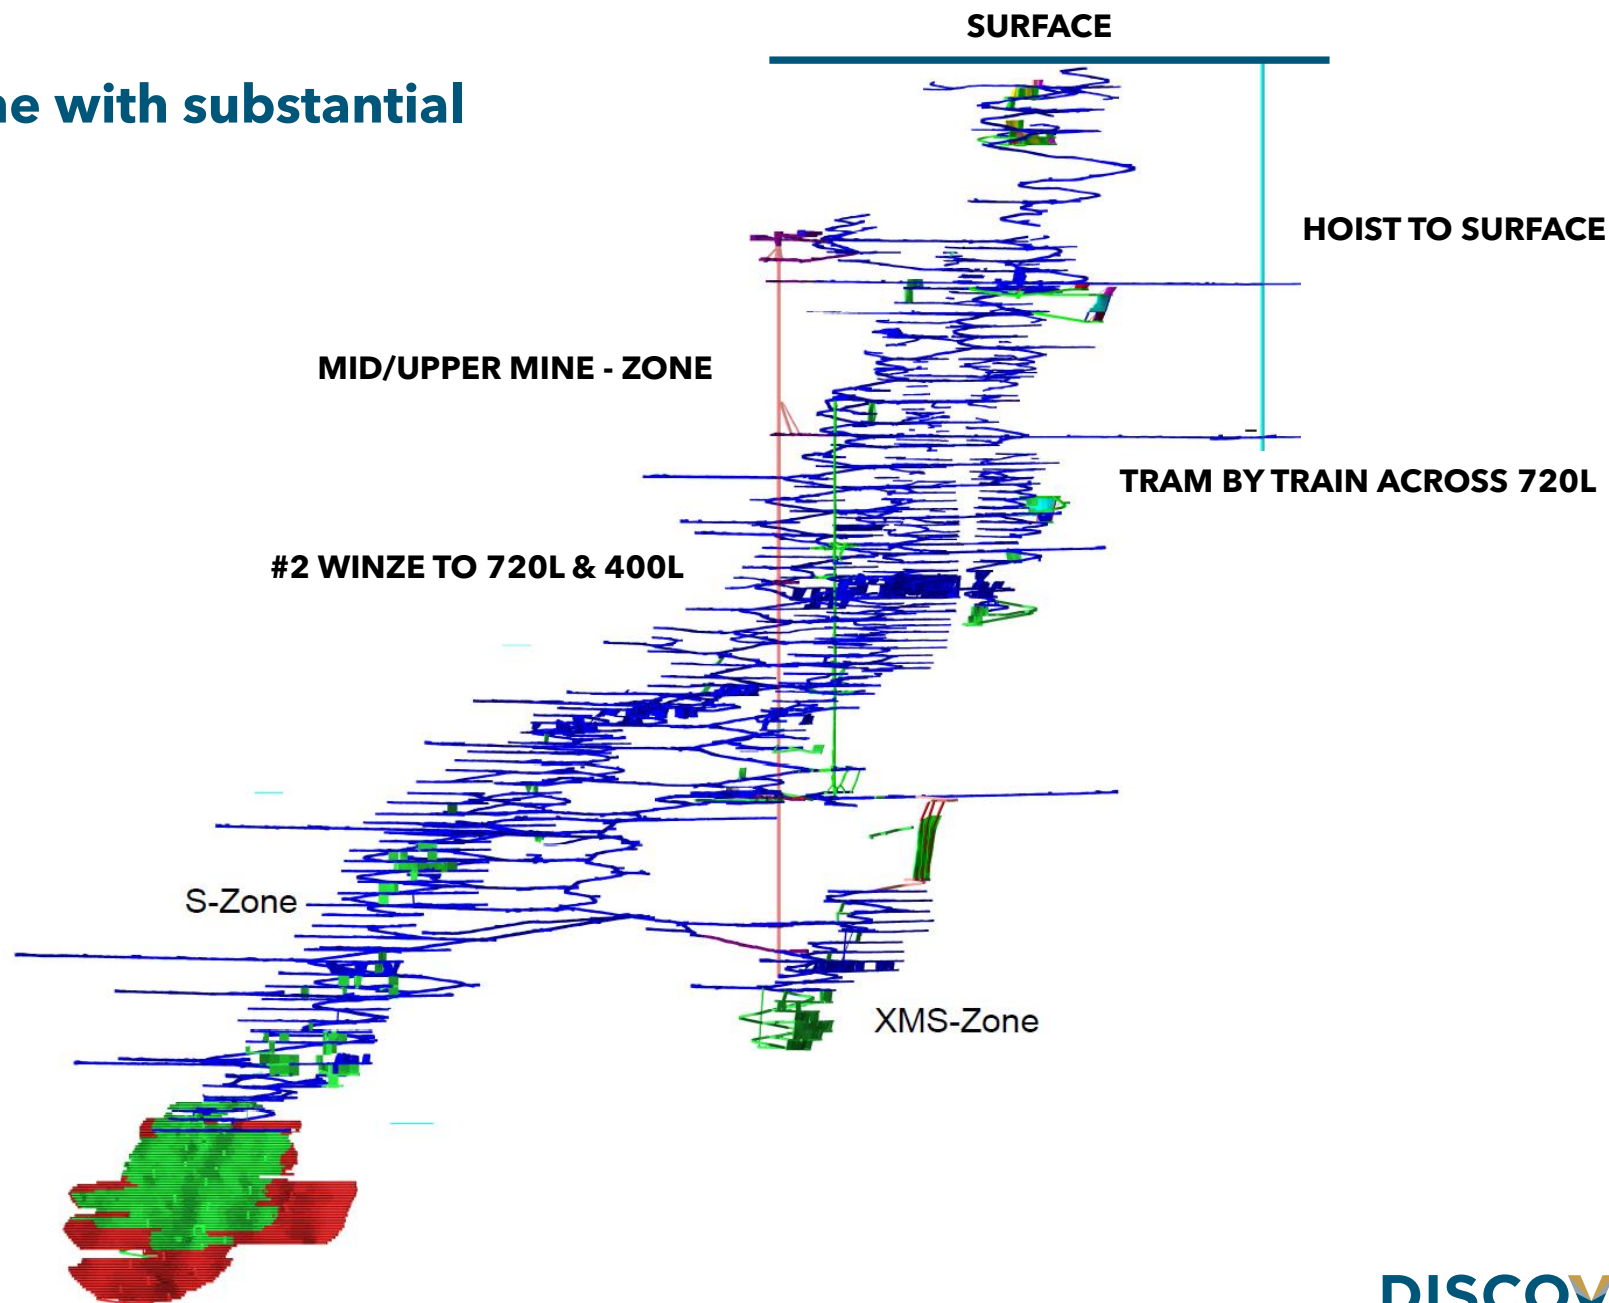 SURFACE
with substantial
HOIST TO SURFACE
MID/UPPER MINE - ZONE
TRAM BY TRAIN ACROSS 720L
#2 WINZE TO 720L & 400L
S-Zone
XMS-Zone